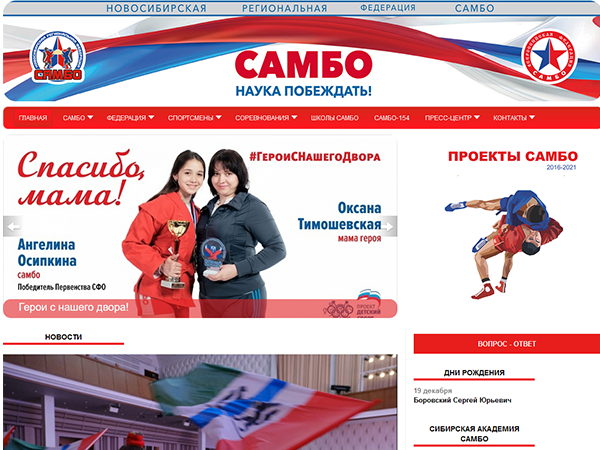 НОВОСИБИРСКАЯ РЕГИОНАЛЬНАЯ ФЕДЕРАЦИЯ САМБО
САМБО
НАУКА ПОБЕЖДАТЬ!
САМБО
САМБО
ГЛАВНАЯ САМБО ФЕДЕРАЦИЯ СПОРТСМЕНЫ СОРЕВНОВАНИЯ ШКОЛЫ САМБО САМБО-154 ПРЕСС-ЦЕНТР КОНТАКТЫ
Спасибо,
мама!
#ГероиСНашегоДвора
Оксана
Тимошевская
мама героя
Ангелина
Осипкина
самбо
Победитель Первенства СФО
Герои с нашего двора!
ПРОЕКТ
ДЕТСКИЙ
СПОРТ
ПРОЕКТЫ САМБО
2016-2021
НОВОСТИ
ВОПРОС - ОТВЕТ
ДНИ РОЖДЕНИЯ
19 декабря
Боровский Сергей Юрьевич
СИБИРСКАЯ АКАДЕМИЯ
САМБО